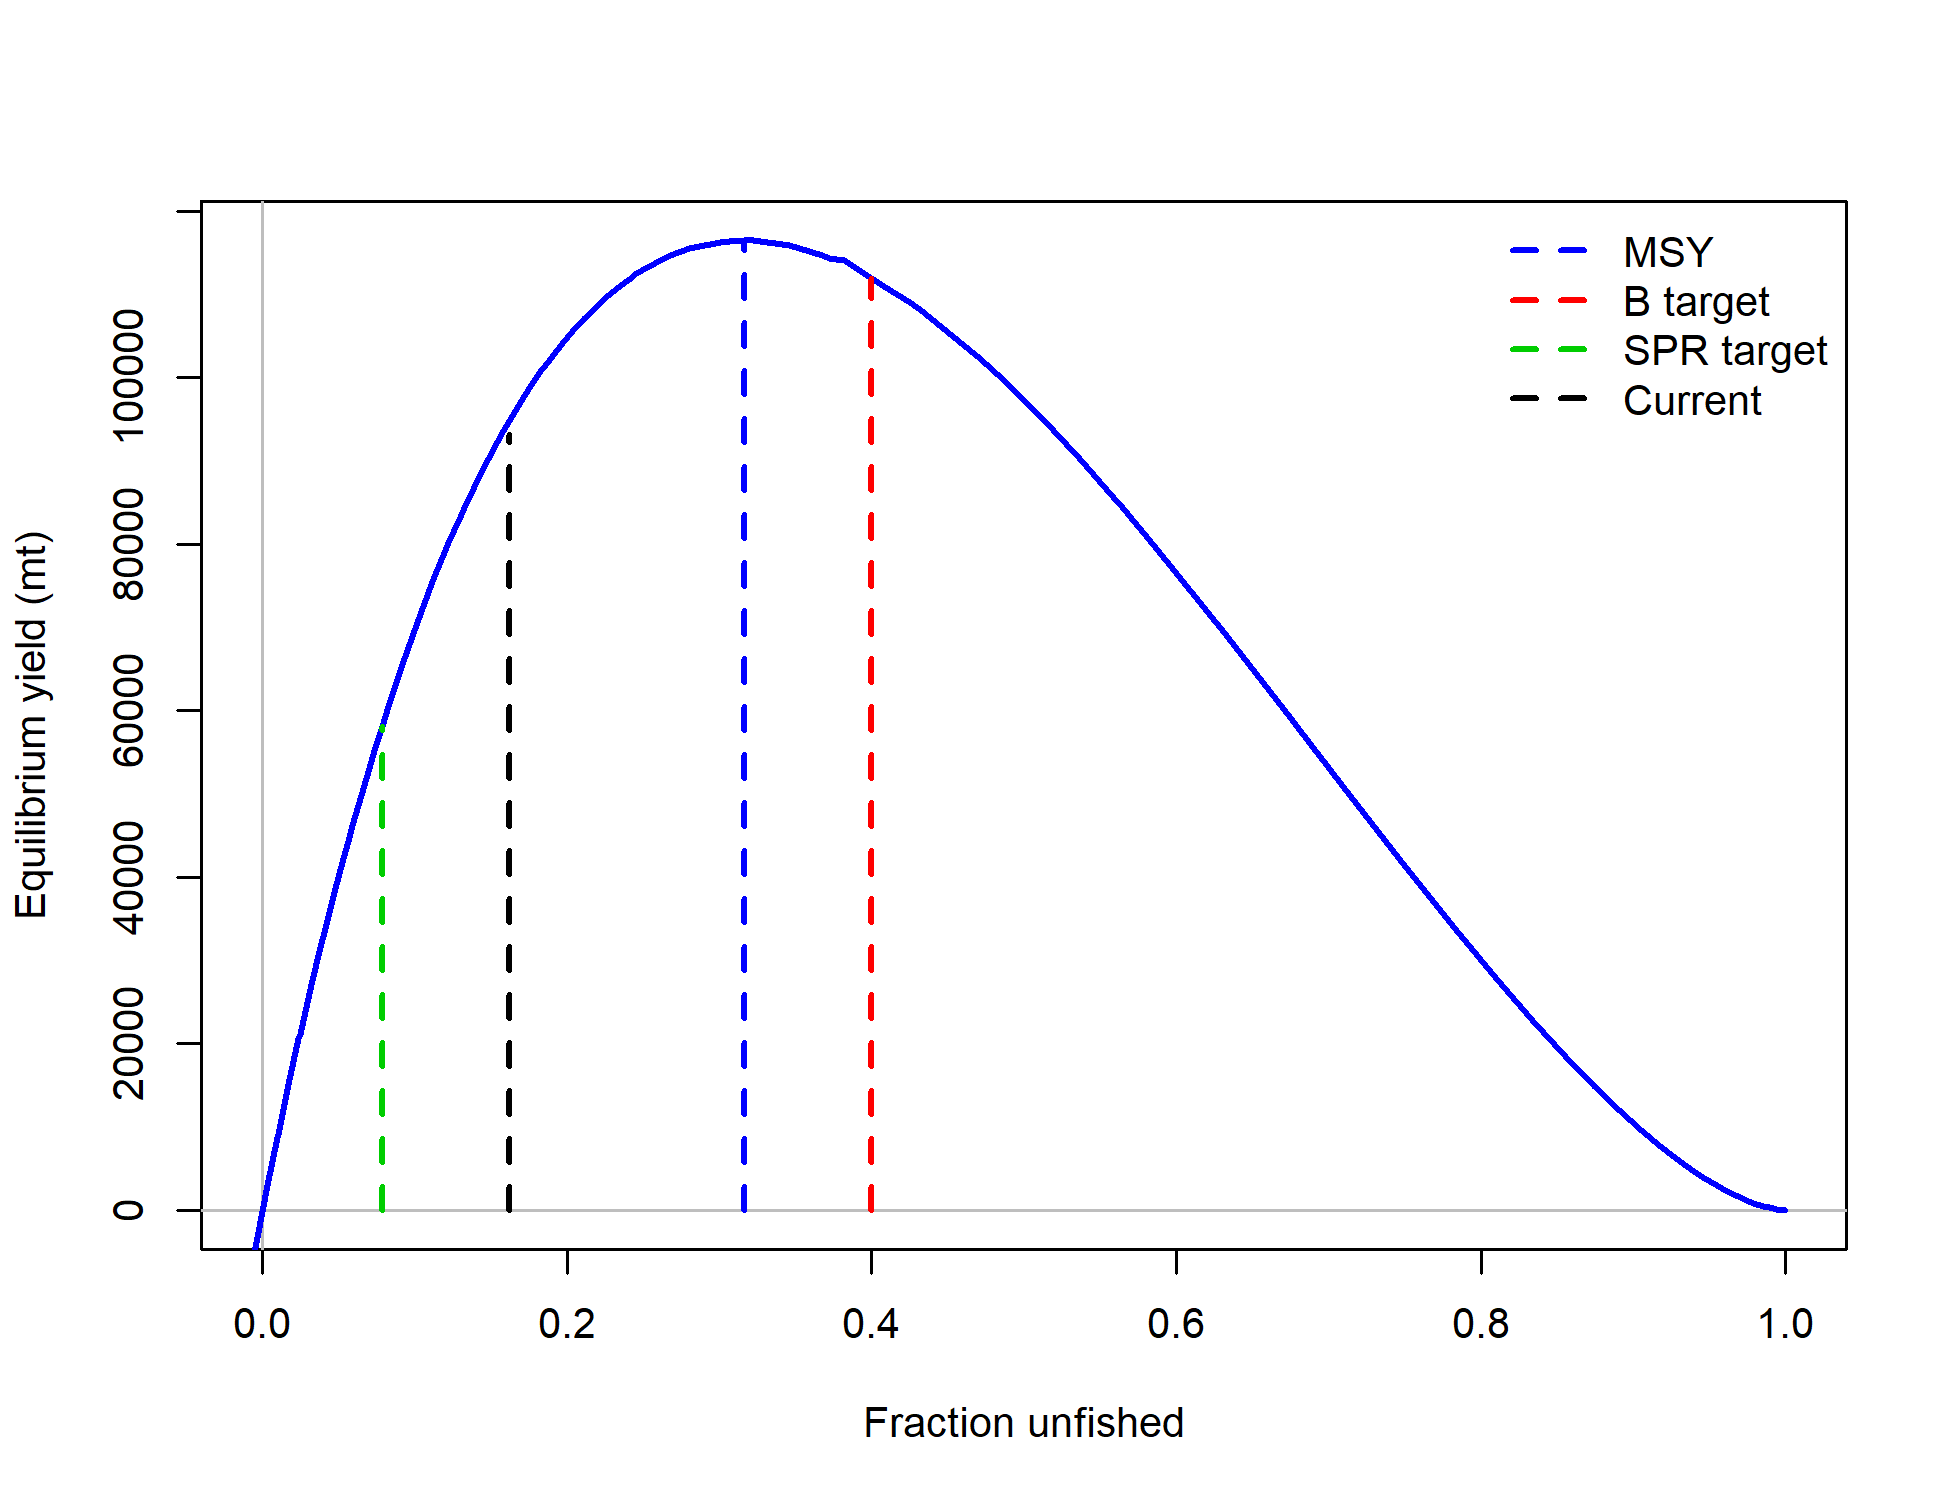 MSY
B target
SPR target
Current
Equilibrium yield (mt)
100000
80000
60000
40000
20000
0
0.0 0.2 0.4 0.6 0.8 1.0
Fraction unfished